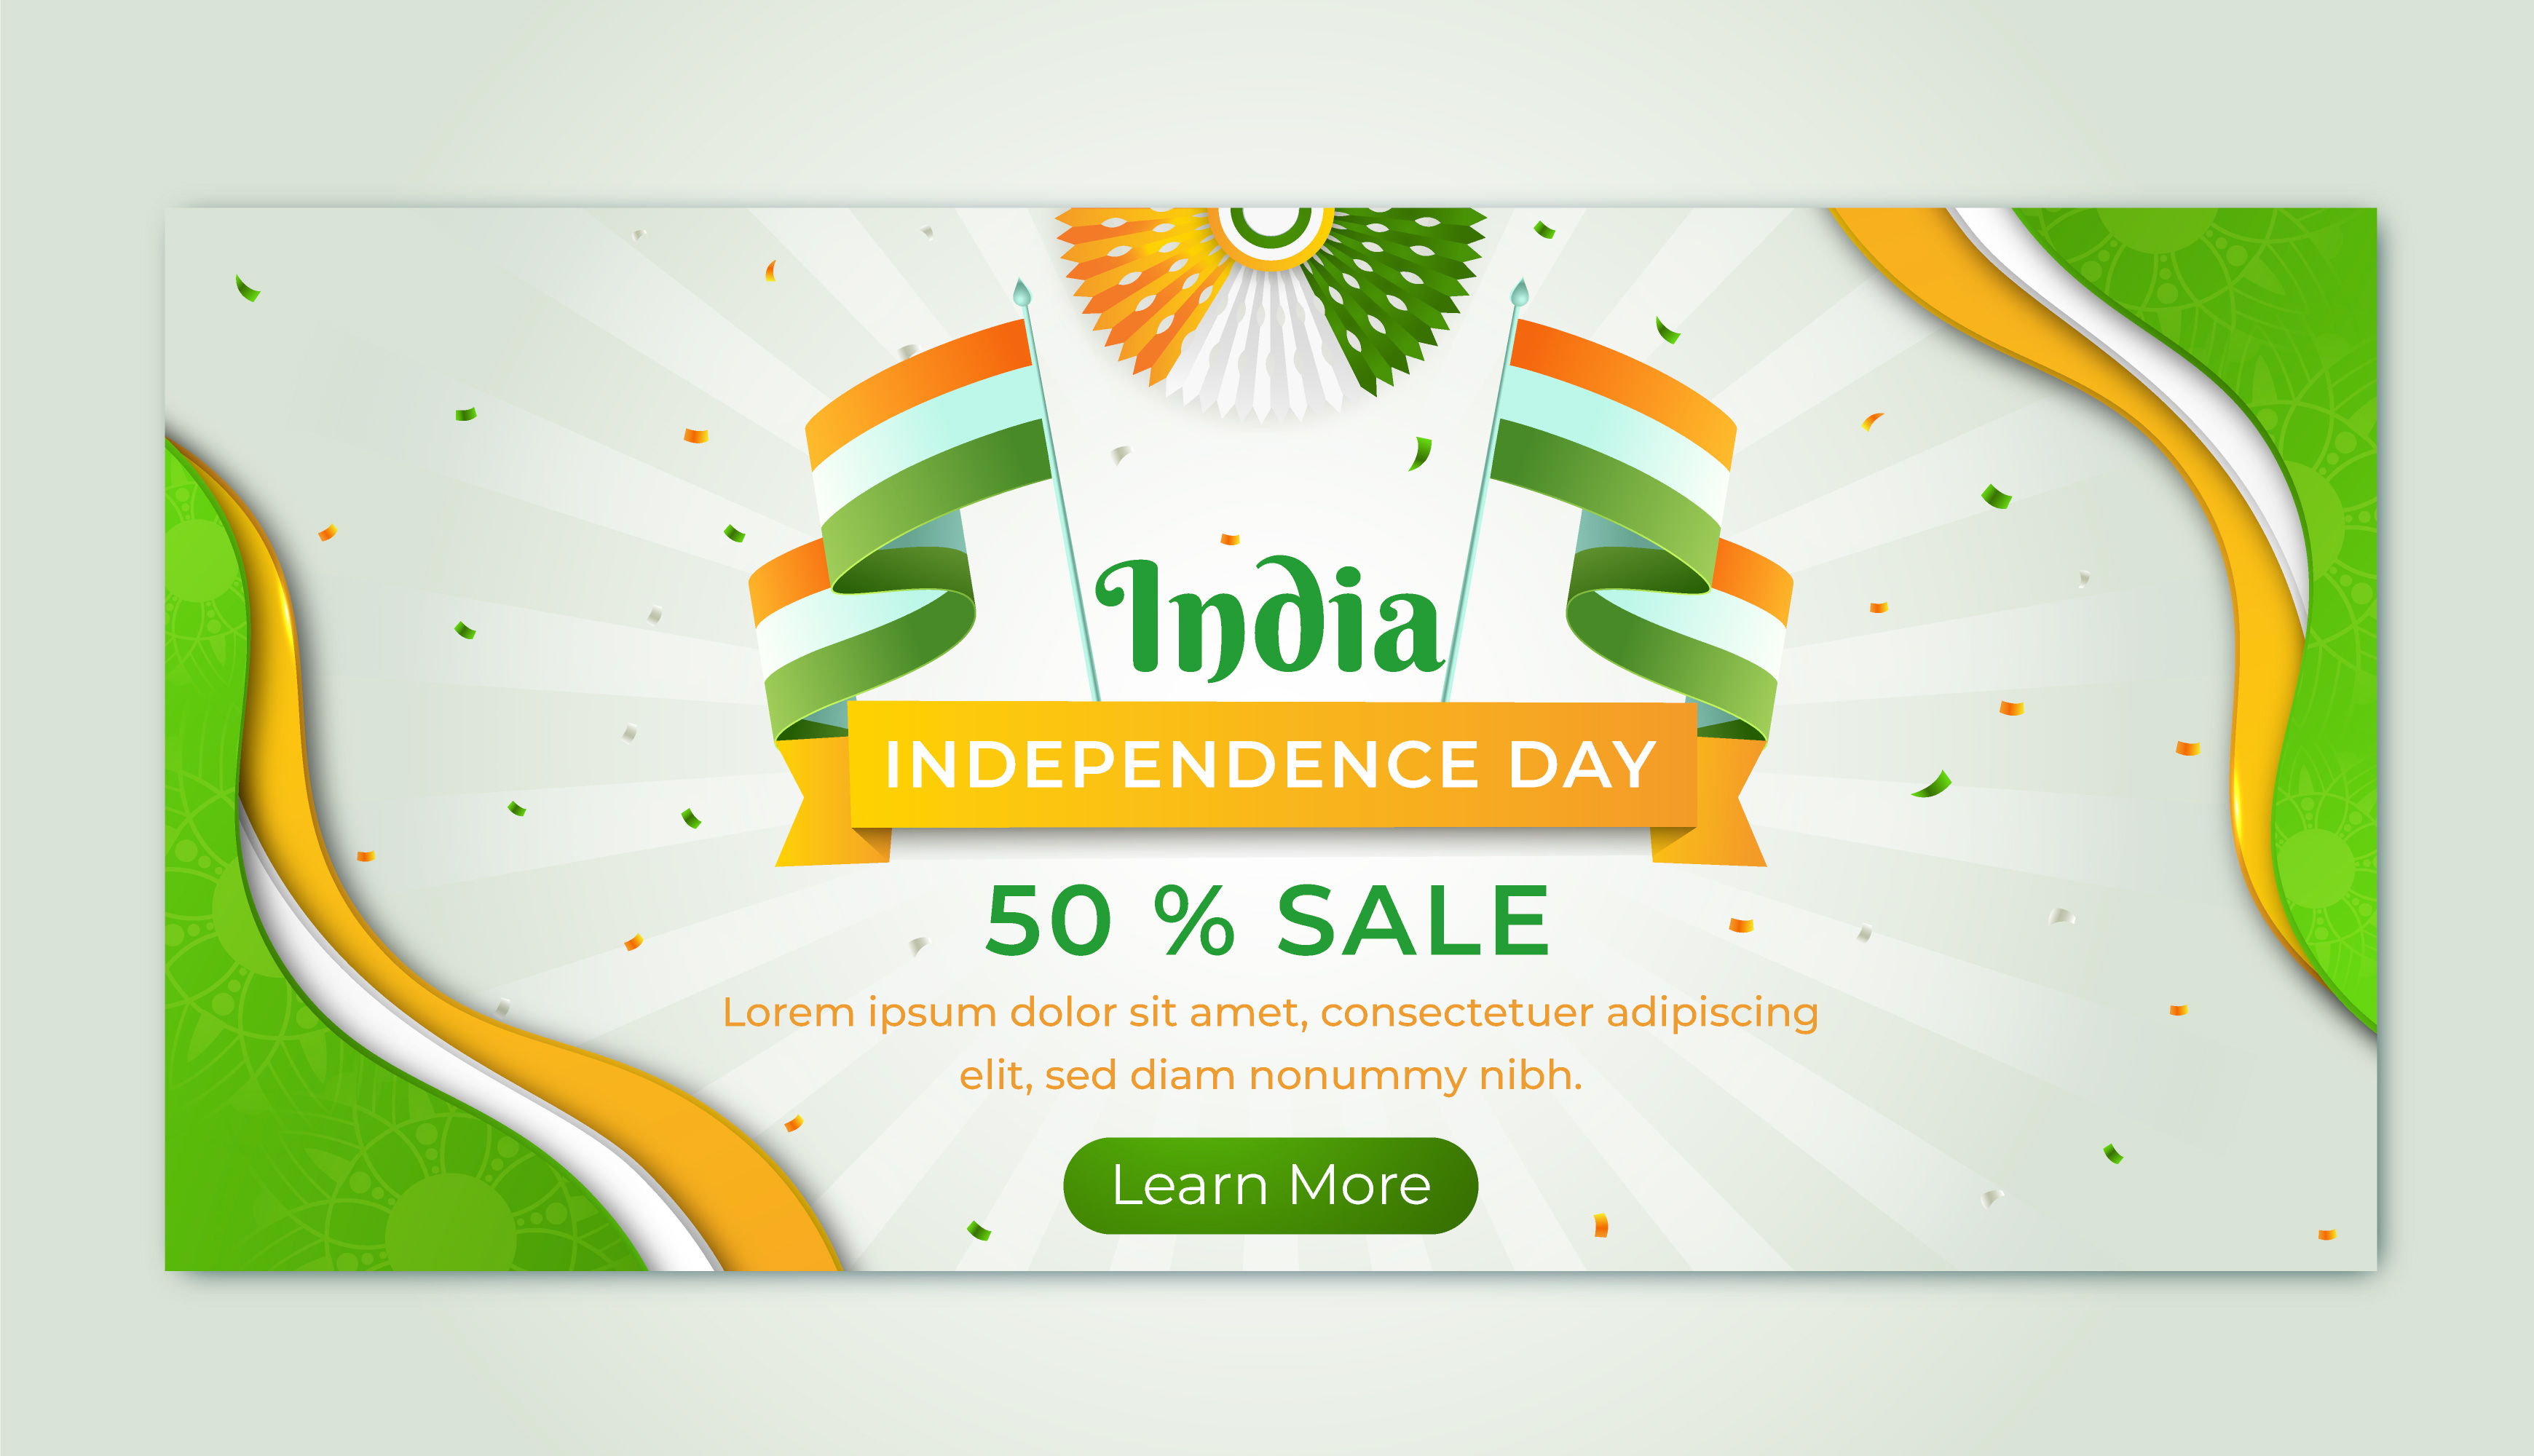 India
INDEPENDENCE DAY
50 % SALE
Lorem ipsum dolor sit amet, consectetuer adipiscing
elit, sed diam nonummy nibh.
Learn More